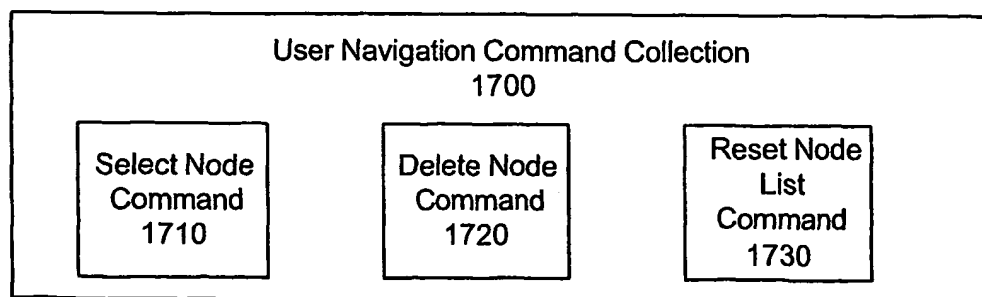 User Navigation Command Collection
1700
Select Node
Command
1710
Delete Node
Command
1720
Reset Node
List
Command
1730